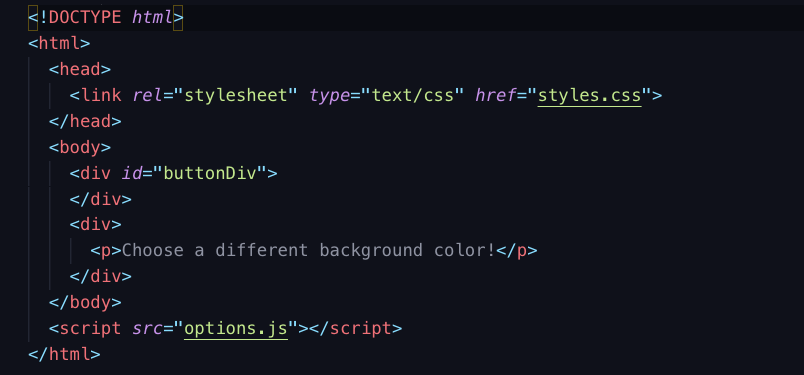 <!DOCTYPE html>
<html>
  <head>
    <link rel="stylesheet" type="text/css" href="styles.css">
  </head>
  <body>
    <div id="buttonDiv">
    </div>
    <div>
      <p>Choose a different background color!</p>
    </div>
  </body>
  <script src="options.js"></script>
</html>